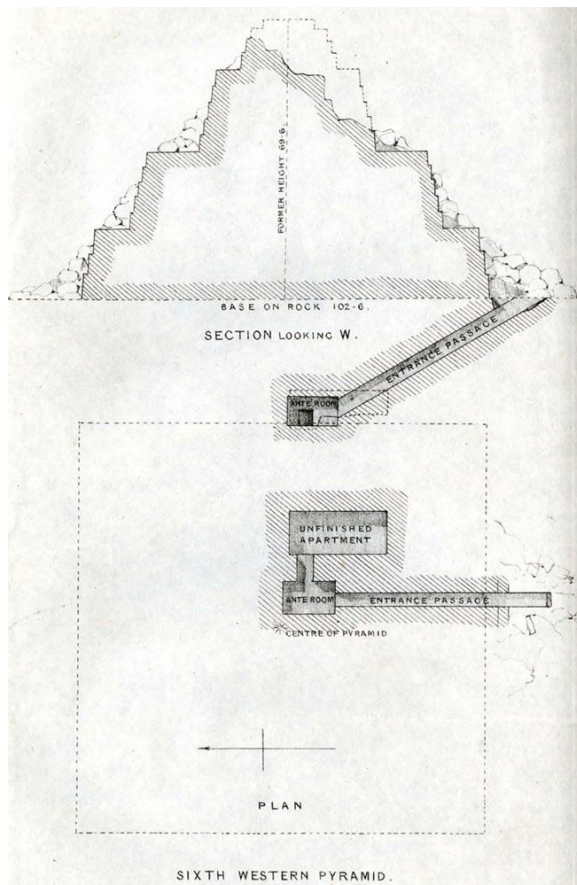 FORMER HEIGHT 69-6.
BASE ON ROCK 102-6.
SECTION LOOKING W.
ENTRANCE PASSAGE
ANTE ROOM
UNFINISHED
APARTMENT
ANTE ROOM
ENTRANCE PASSAGE
CENTRE OF PYRAMID
PLAN
SIXTH WESTERN PYRAMID.